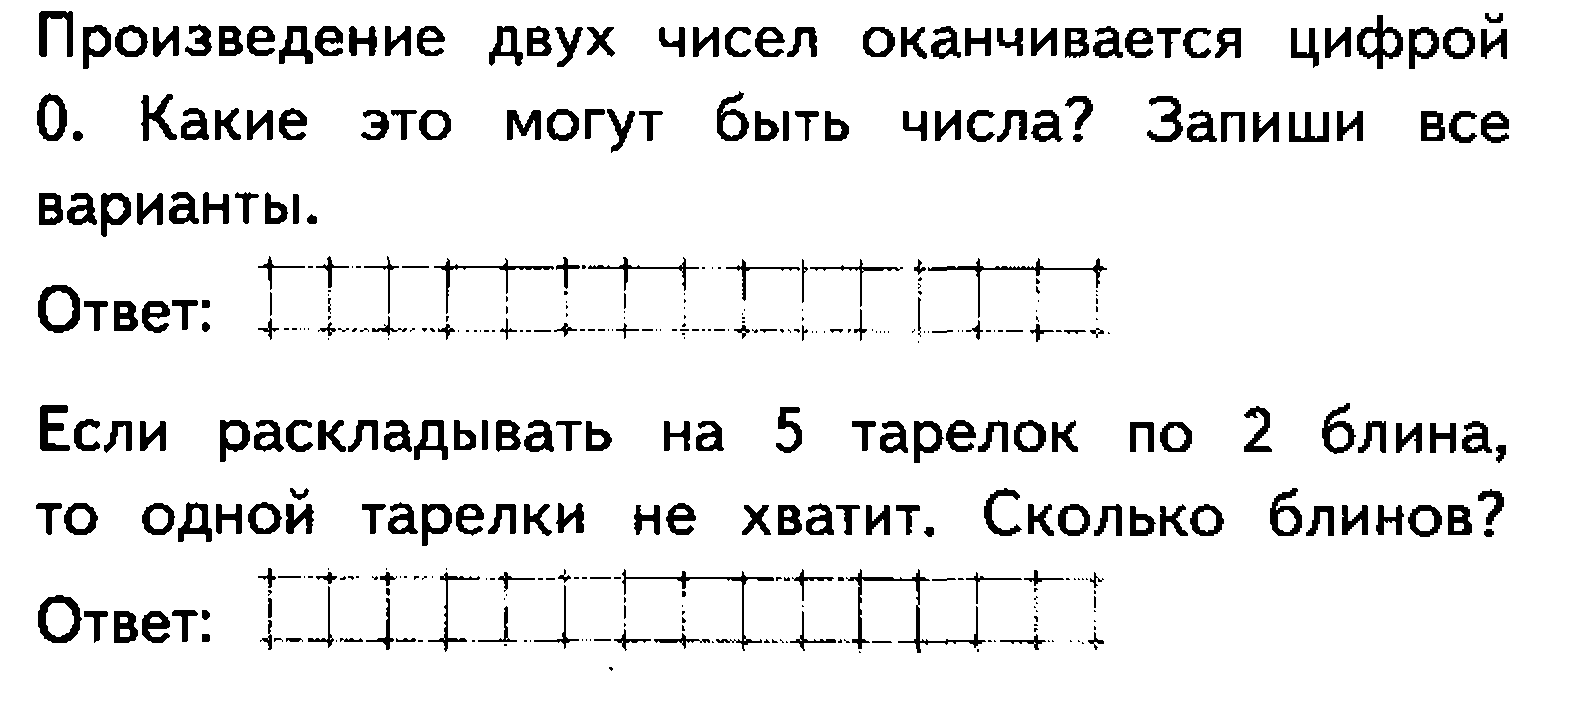 Произведение двух чисел оканчивается цифрой
0. Какие это могут быть числа? Запиши все
варианты.
Ответ:
Если раскладывать на 5 тарелок по 2 блина,
то одной тарелки не хватит. Сколько блинов?
Ответ: